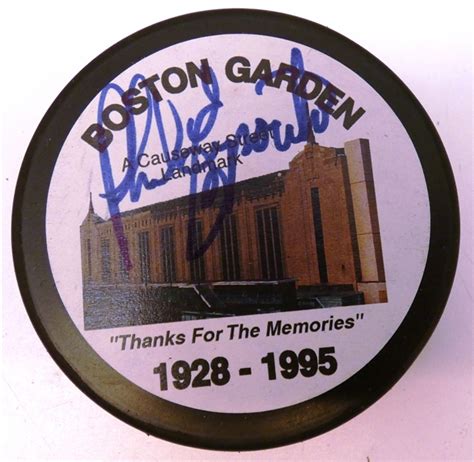 BOSTON GARDEN
A Causeway Street
Landmark
"Thanks For The Memories"
1928 - 1995